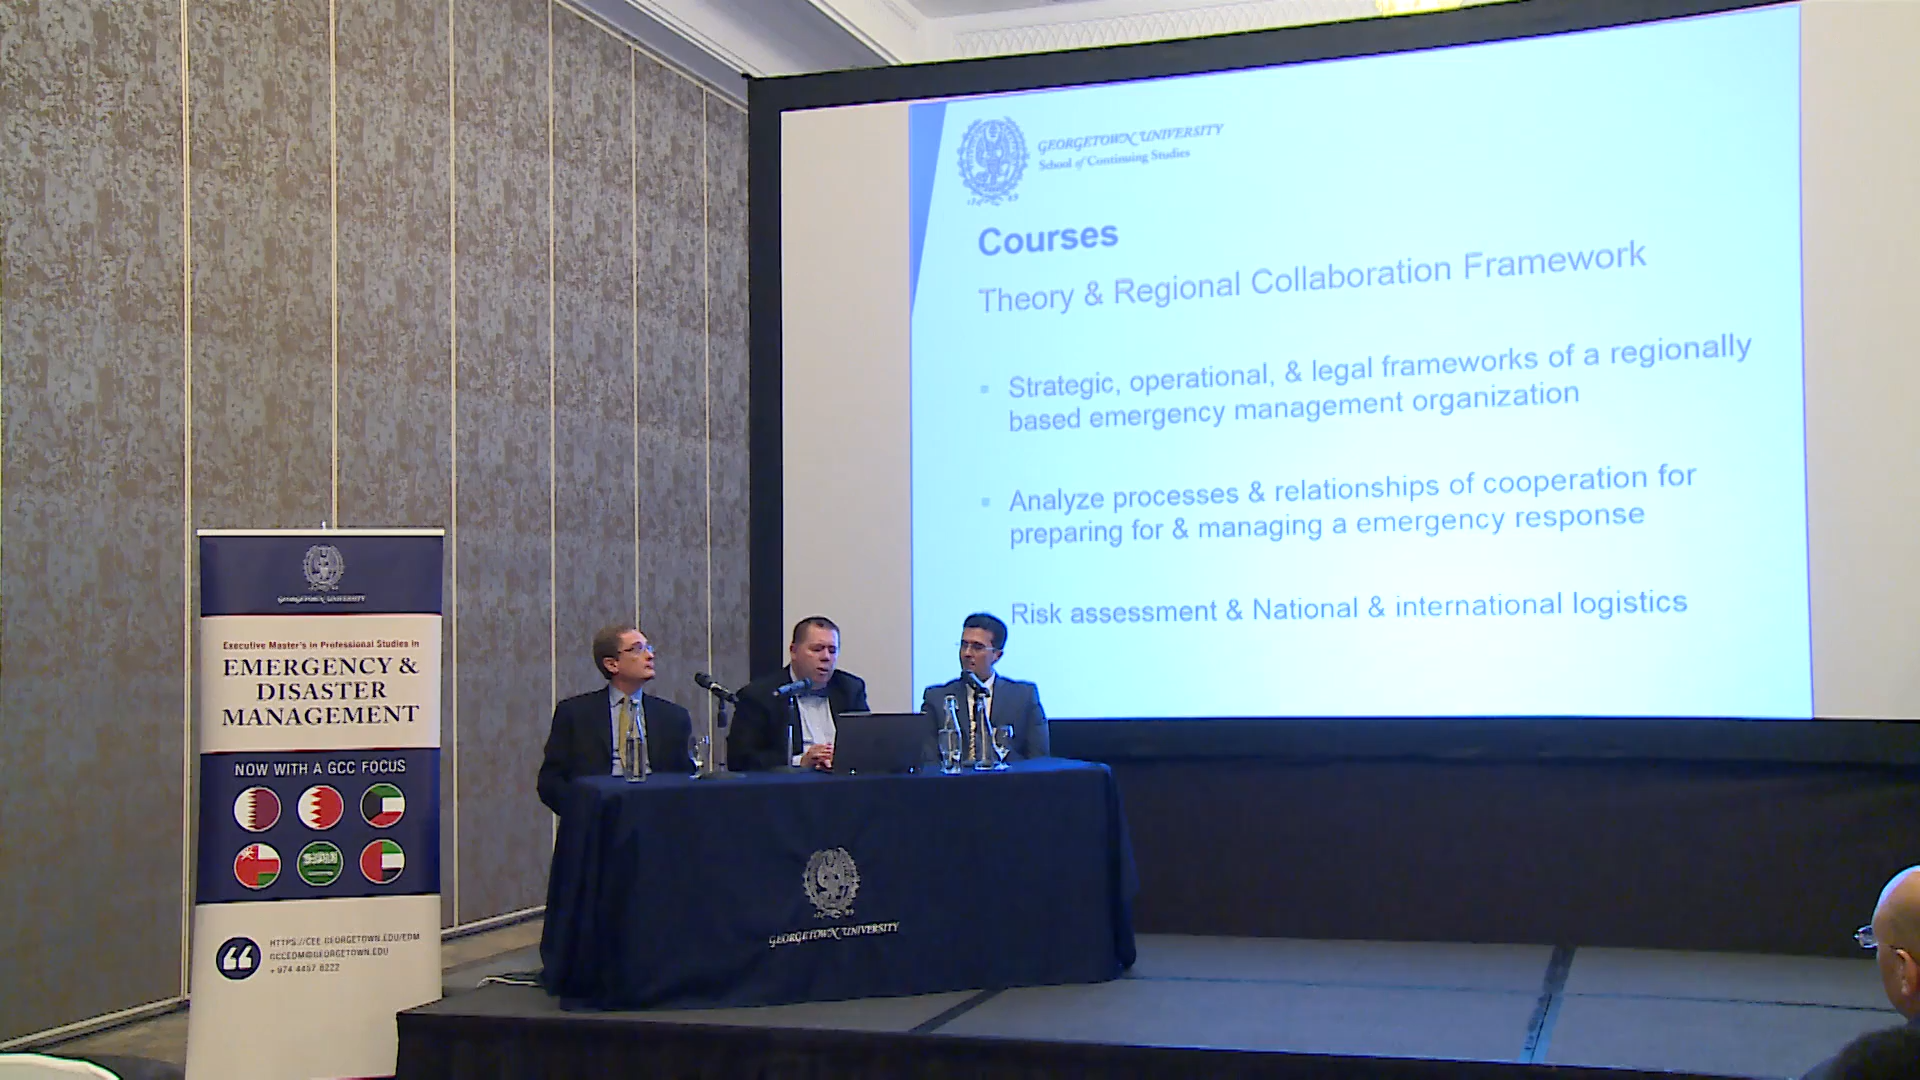 GEORGETOWN UNIVERSITY
School of Continuing Studies
Courses
Theory & Regional Collaboration Framework
Strategic, operational, & legal frameworks of a regionally
based emergency management organization
Analyze processes & relationships of cooperation for
preparing for & managing a emergency response
Risk assessment & National & international logistics
GEORGETOWN UNIVERSITY
Executive Master's in Professional Studies in
EMERGENCY &
DISASTER
MANAGEMENT
NOW WITH A GCC FOCUS
HTTPS://CEE.GEORGETOWN.EDU/EDM
GCCEDM@GEORGETOWN.EDU
+974 4457 8222
GEORGETOWN UNIVERSITY